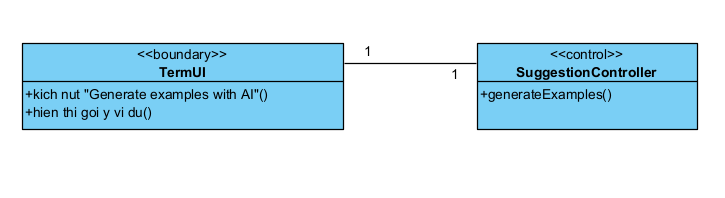 <<boundary>>
TermUI
+kich nut "Generate examples with AI"()
+hien thi goi y vi du()
1
1
<<control>>
SuggestionController
+generateExamples()